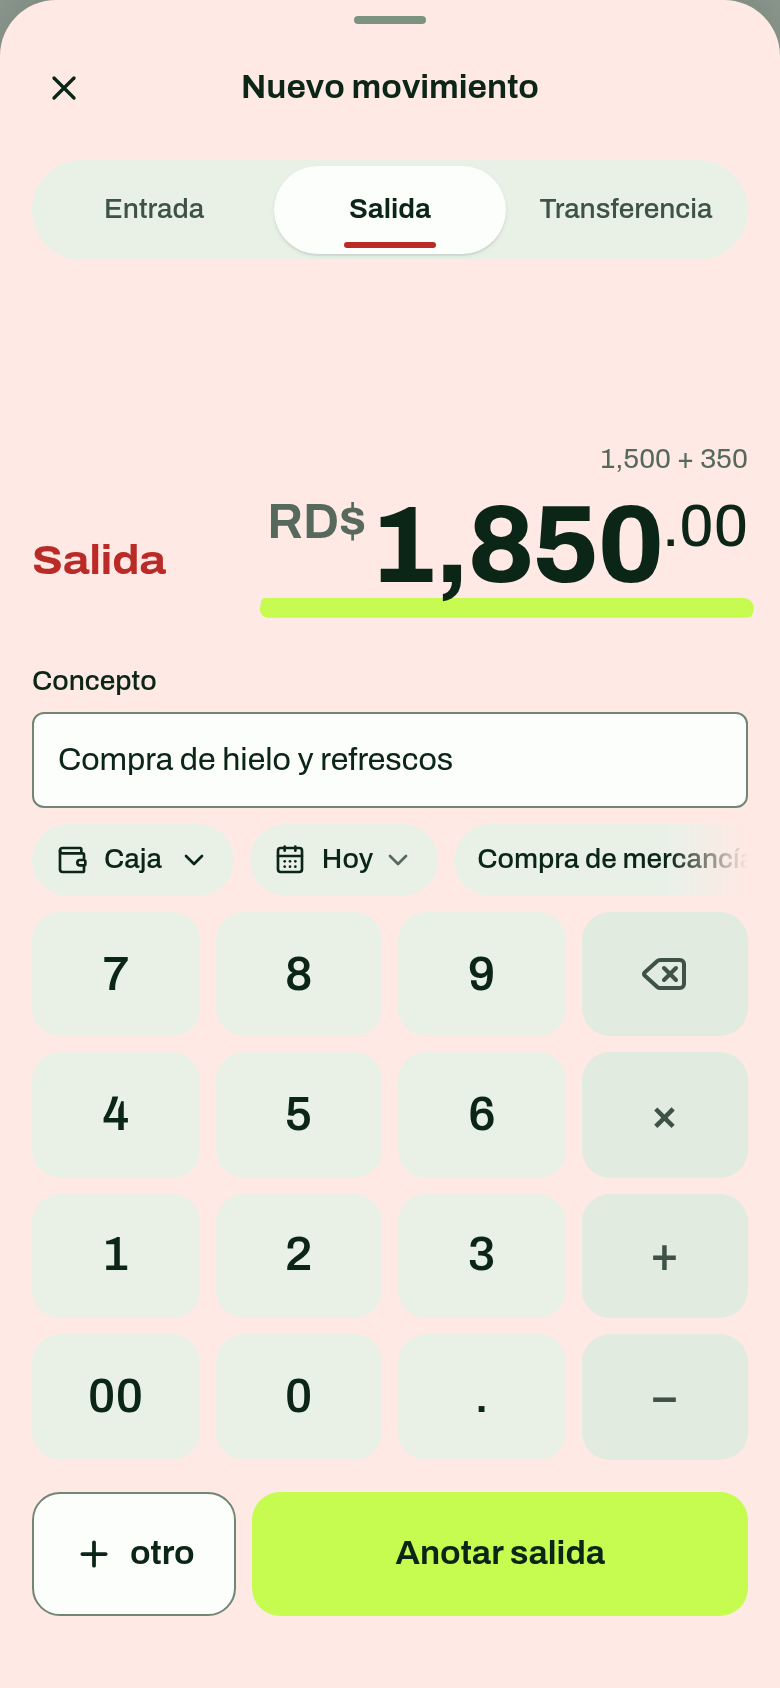 Nuevo movimiento
Entrada Salida Transferencia
1,500 + 350
Salida RD$1,850.00
Concepto
Compra de hielo y refrescos
Caja Hoy Compra de mercancía
7 8 9
4 5 6 ×
1 2 3 +
00 0 . −
+ otro Anotar salida